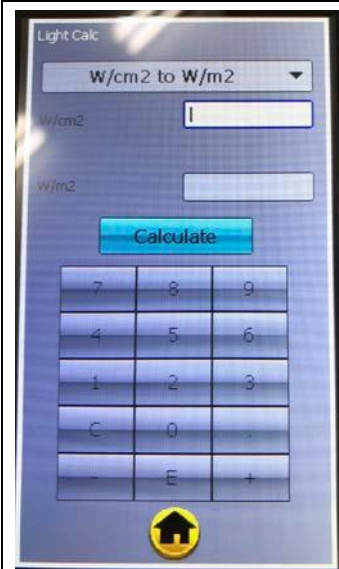 Light Calc
W/cm2 to W/m2
W/cm2
W/m2
Calculate
7 8 9
4 5 6
1 2 3
C 0 .
- E +